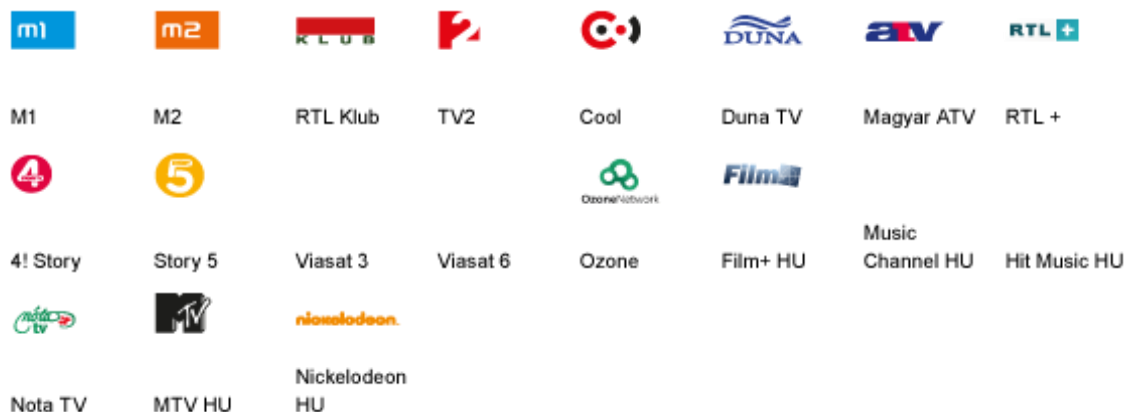 m1 m2 KLUB 2 DUNA atv RTL +
M1 M2 RTL Klub TV2 Cool Duna TV Magyar ATV RTL +
4 5 OzoneNetwork Film+
4! Story Story 5 Viasat 3 Viasat 6 Ozone Film+ HU Music Channel HU Hit Music HU
nóta tv MTV nickelodeon.
Nota TV MTV HU Nickelodeon HU